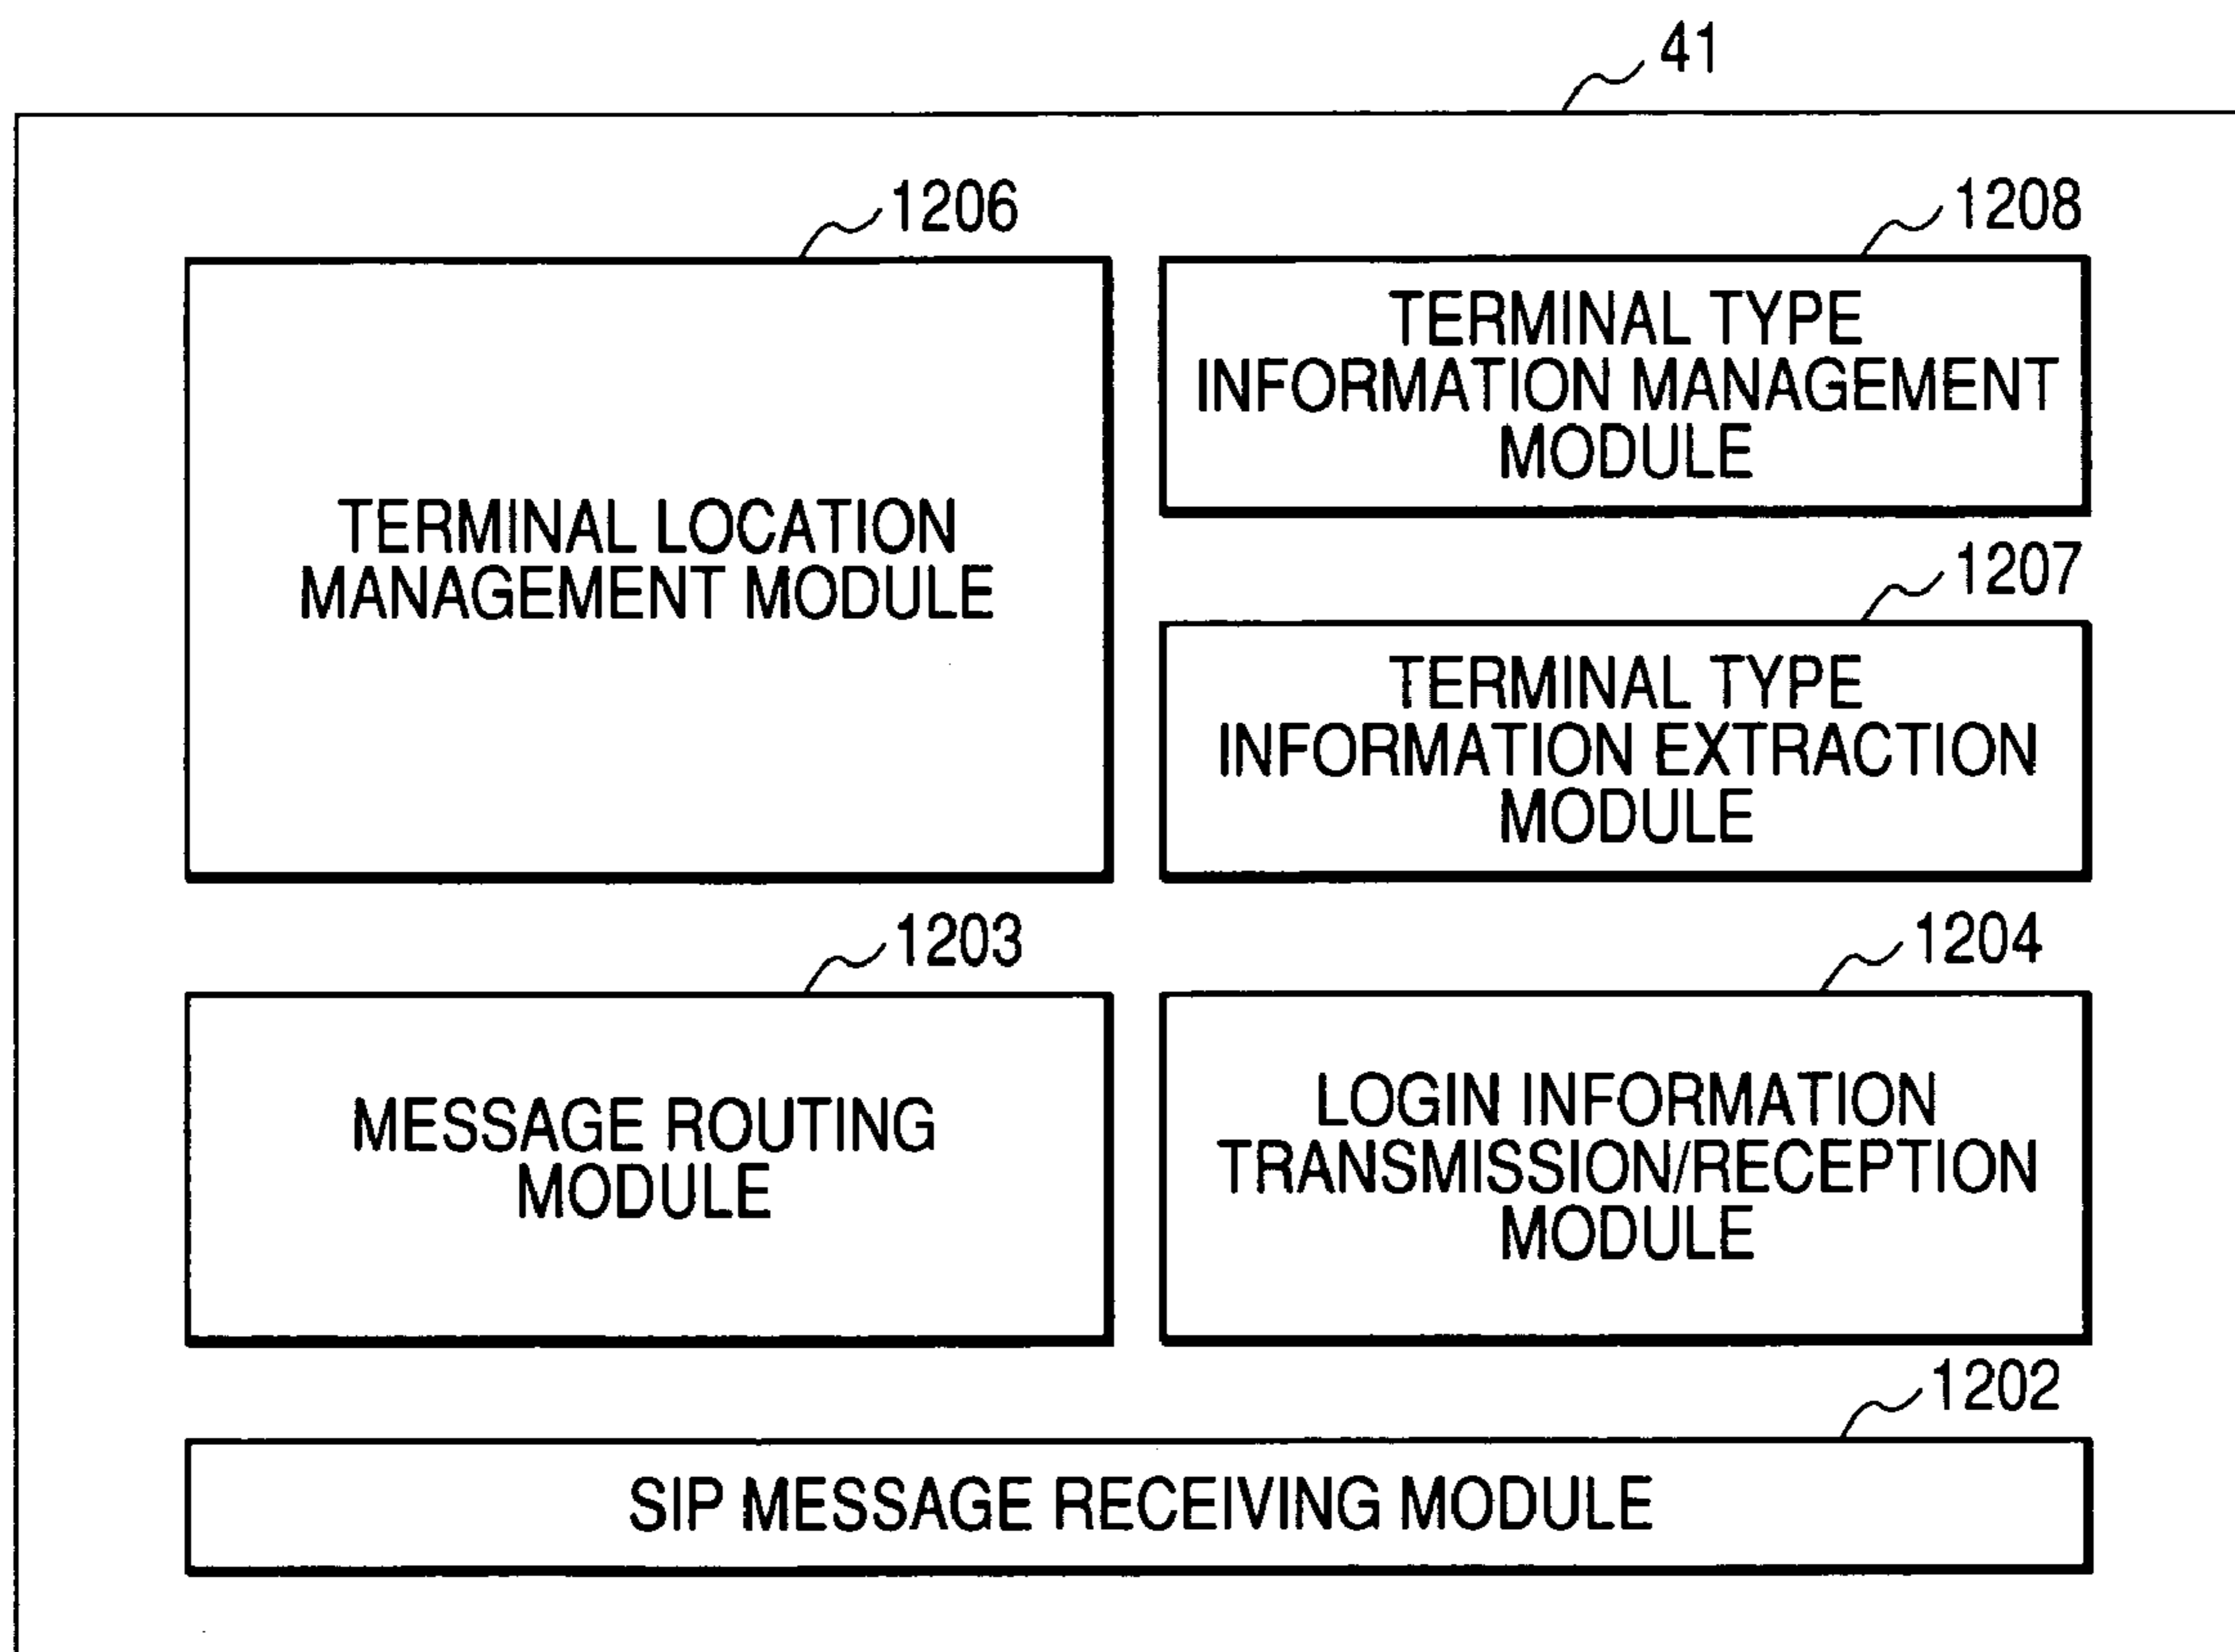 41
1206
1208
TERMINAL LOCATION
MANAGEMENT MODULE
TERMINAL TYPE
INFORMATION MANAGEMENT
MODULE
1207
TERMINAL TYPE
INFORMATION EXTRACTION
MODULE
1203
1204
MESSAGE ROUTING
MODULE
LOGIN INFORMATION
TRANSMISSION/RECEPTION
MODULE
1202
SIP MESSAGE RECEIVING MODULE